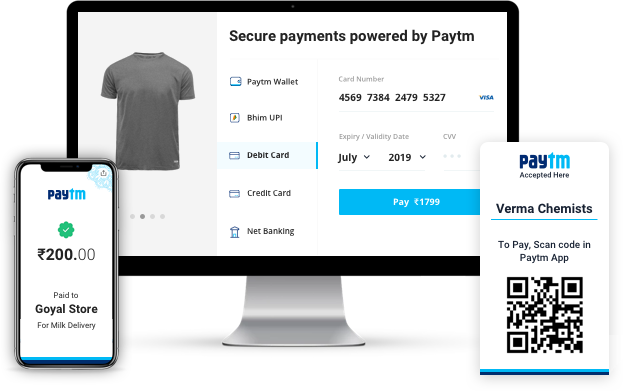 Secure payments powered by Paytm
Paytm Wallet
Bhim UPI
Debit Card
Credit Card
Net Banking
Card Number
4569 7384 2479 5327
VISA
Expiry / Validity Date
CVV
July
2019
Pay ₹1799
paytm
₹200.00
Paid to
Goyal Store
For Milk Delivery
paytm
Accepted Here
Verma Chemists
To Pay, Scan code in
Paytm App